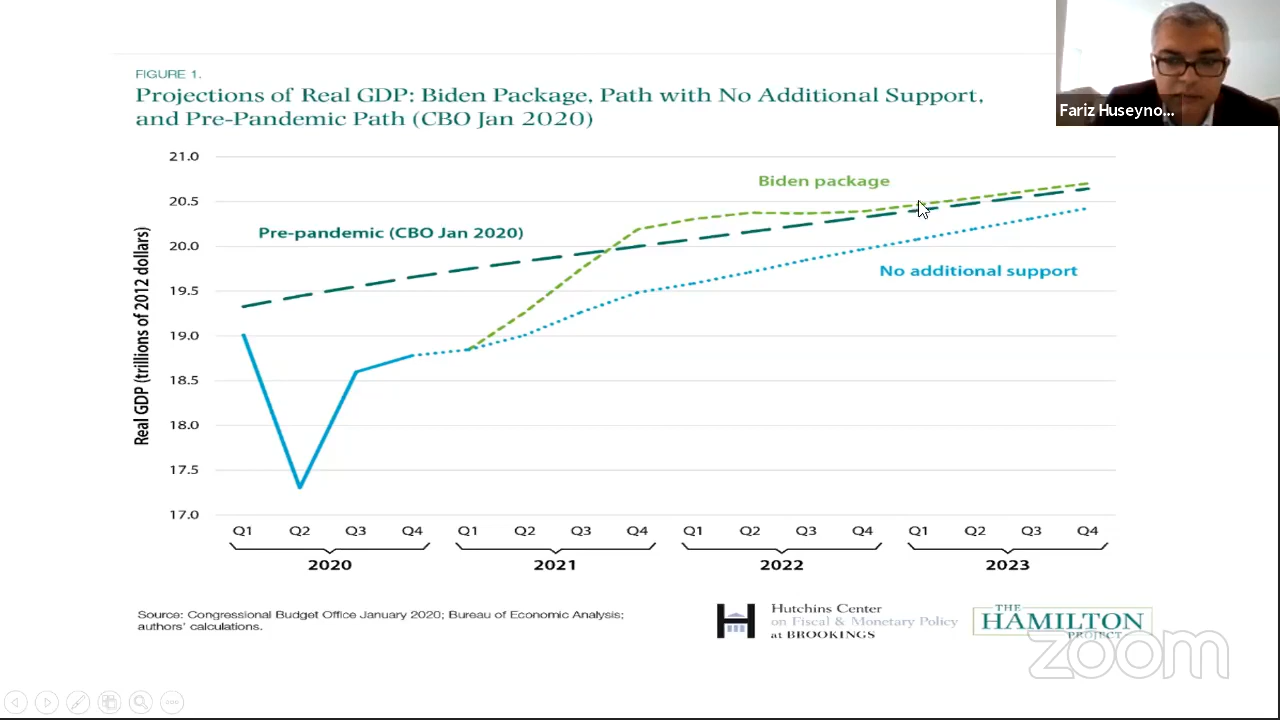 Fariz Huseyno...
FIGURE 1.
Projections of Real GDP: Biden Package, Path with No Additional Support,
and Pre-Pandemic Path (CBO Jan 2020)
Real GDP (trillions of 2012 dollars)
21.0
20.5
20.0
19.5
19.0
18.5
18.0
17.5
17.0
Biden package
Pre-pandemic (CBO Jan 2020)
No additional support
Q1 Q2 Q3 Q4 Q1 Q2 Q3 Q4 Q1 Q2 Q3 Q4 Q1 Q2 Q3 Q4
2020 2021 2022 2023
Source: Congressional Budget Office January 2020; Bureau of Economic Analysis;
authors' calculations.
H
Hutchins Center
on Fiscal & Monetary Policy
at BROOKINGS
THE
HAMILTON
PROJECT
zoom